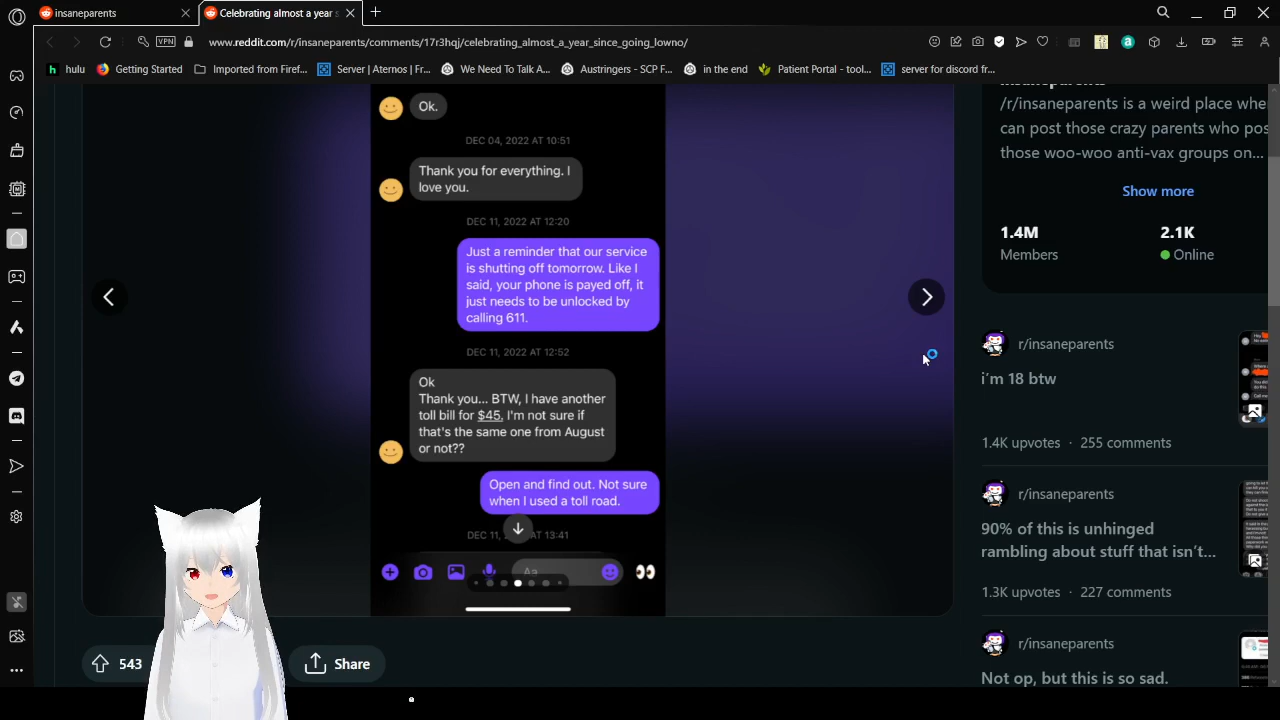 insaneparents
Celebrating almost a year s
VPN
www.reddit.com/r/insaneparents/comments/17r3hqj/celebrating_almost_a_year_since_going_lowno/
hulu
Getting Started
Imported from Firef...
Server | Aternos | Fr...
We Need To Talk A...
Austringers - SCP F...
in the end
Patient Portal - tool...
server for discord fr...
Ok.
DEC 04, 2022 AT 10:51
Thank you for everything. I
love you.
DEC 11, 2022 AT 12:20
Just a reminder that our service
is shutting off tomorrow. Like I
said, your phone is payed off, it
just needs to be unlocked by
calling 611.
DEC 11, 2022 AT 12:52
Ok
Thank you... BTW, I have another
toll bill for $45. I'm not sure if
that's the same one from August
or not??
Open and find out. Not sure
when I used a toll road.
DEC 11, 
13:41
Aa
543
Share
/r/insaneparents is a weird place whe
can post those crazy parents who pos
those woo-woo anti-vax groups on...
Show more
1.4M
2.1K
Members
Online
r/insaneparents
i'm 18 btw
1.4K upvotes · 255 comments
r/insaneparents
90% of this is unhinged
rambling about stuff that isn't...
1.3K upvotes · 227 comments
r/insaneparents
Not op, but this is so sad.